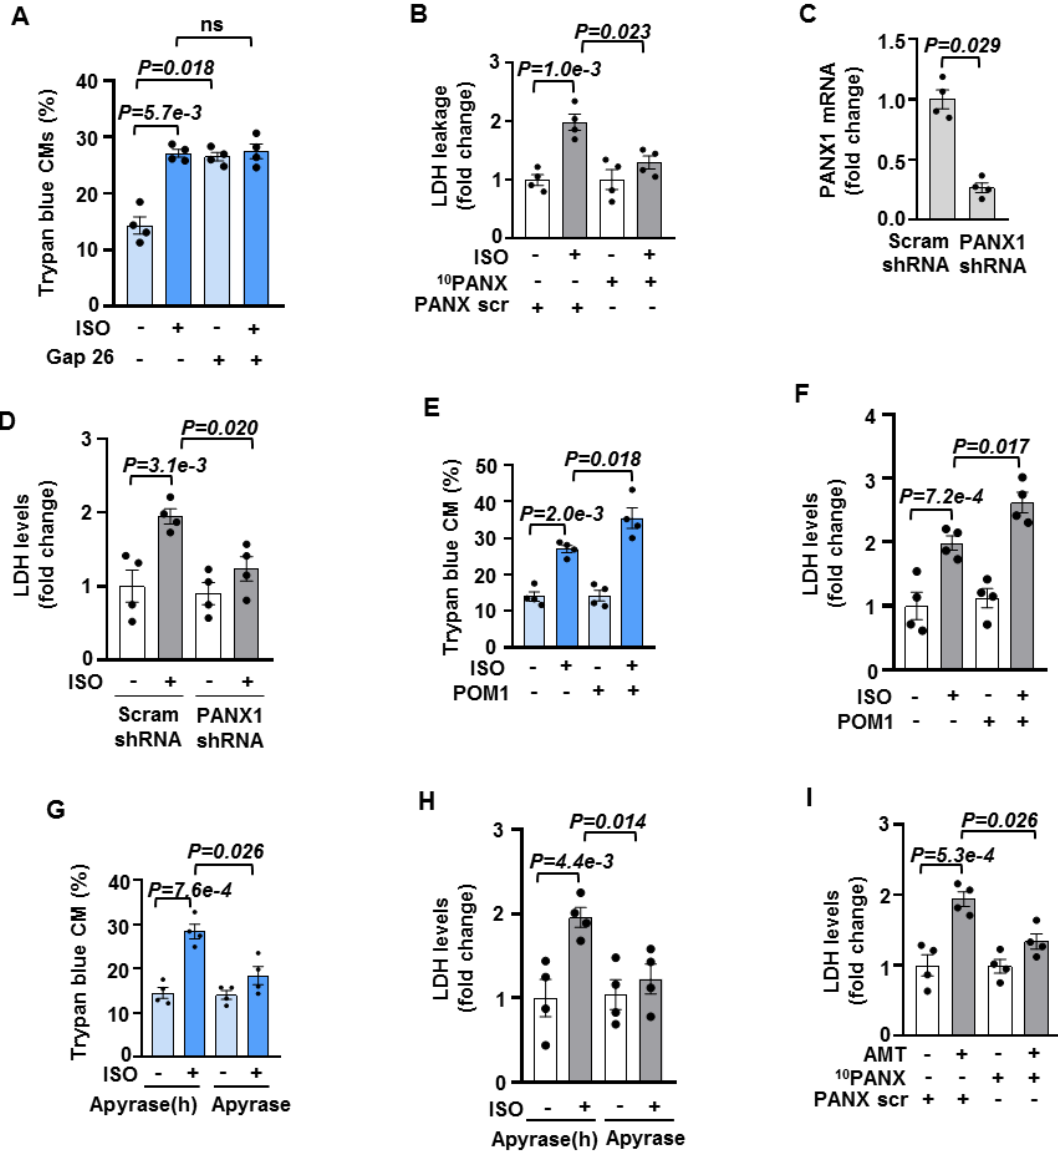 A
ns
P=0.018
P=5.7e-3
Trypan blue CMs (%)
40
30
20
10
0
ISO - + - +
Gap 26 - - + +
B
P=0.023
P=1.0e-3
LDH leakage
(fold change)
3
2
1
0
ISO - + - +
¹⁰PANX - - + +
PANX scr + + - -
C
P=0.029
PANX1 mRNA
(fold change)
1.5
1.0
0.5
0.0
Scram PANX1
shRNA shRNA
D
P=0.020
P=3.1e-3
LDH levels
(fold change)
3
2
1
0
ISO - + - +
Scram PANX1
shRNA shRNA
E
P=0.018
P=2.0e-3
Trypan blue CM (%)
50
40
30
20
10
0
ISO - + - +
POM1 - - + +
F
P=0.017
P=7.2e-4
LDH levels
(fold change)
4
3
2
1
0
ISO - + - +
POM1 - - + +
G
P=0.026
P=7.6e-4
Trypan blue CM (%)
40
30
20
10
0
ISO - + - +
Apyrase(h) Apyrase
H
P=0.014
P=4.4e-3
LDH levels
(fold change)
3
2
1
0
ISO - + - +
Apyrase(h) Apyrase
I
P=0.026
P=5.3e-4
LDH levels
(fold change)
3
2
1
0
AMT - + - +
¹⁰PANX - - + +
PANX scr + + - -